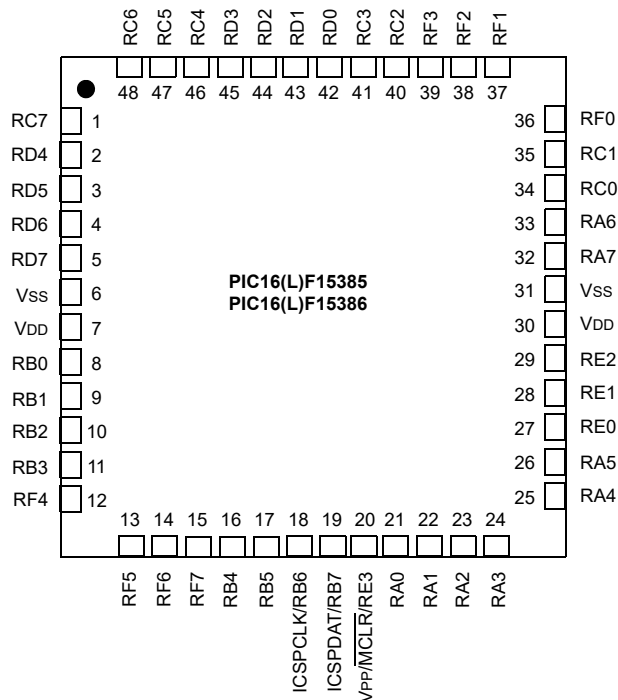 RC6 RC5 RC4 RD3 RD2 RD1 RD0 RC3 RC2 RF3 RF2 RF1
48 47 46 45 44 43 42 41 40 39 38 37
RC7 1
RD4 2
RD5 3
RD6 4
RD7 5
VSS 6
VDD 7
RB0 8
RB1 9
RB2 10
RB3 11
RF4 12
PIC16(L)F15385
PIC16(L)F15386
36 RF0
35 RC1
34 RC0
33 RA6
32 RA7
31 VSS
30 VDD
29 RE2
28 RE1
27 RE0
26 RA5
25 RA4
13 14 15 16 17 18 19 20 21 22 23 24
RF5 RF6 RF7 RB4 RB5 ICSPCLK/RB6 ICSPDAT/RB7 VPP/MCLR/RE3 RA0 RA1 RA2 RA3